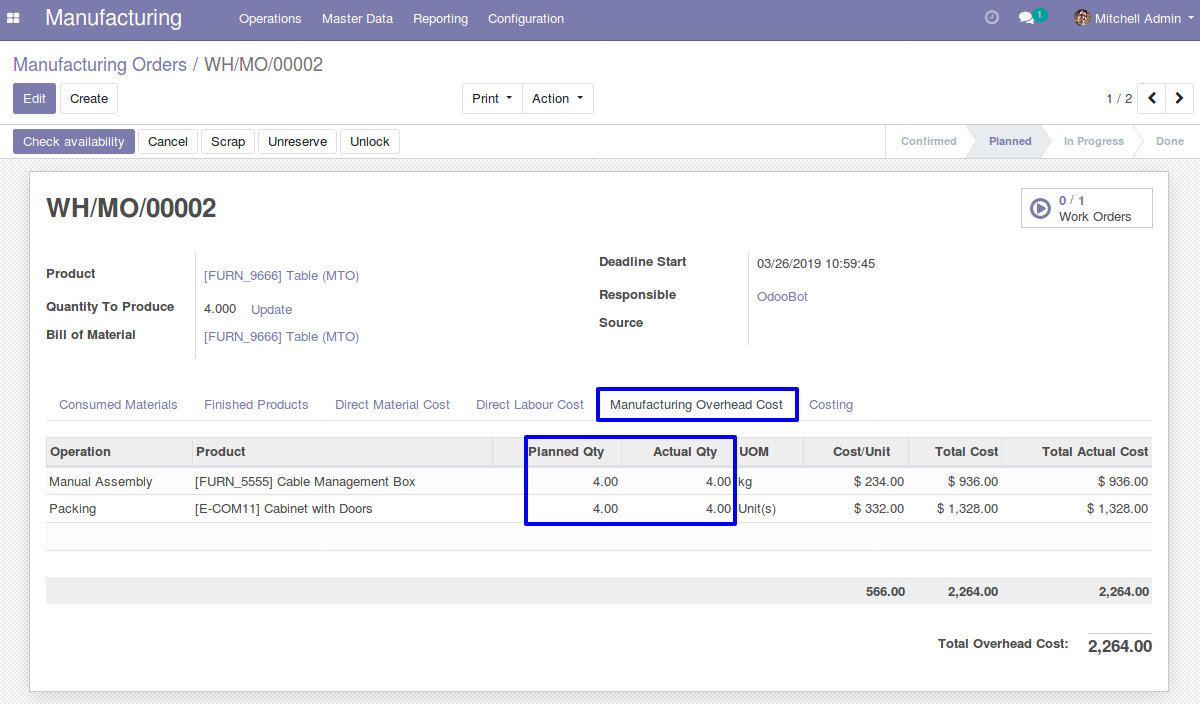 Manufacturing Operations Master Data Reporting Configuration 1 Mitchell Admin
Manufacturing Orders / WH/MO/00002
Edit Create Print Action 1 / 2
Check availability Cancel Scrap Unreserve Unlock Confirmed Planned In Progress Done
WH/MO/00002
0 / 1
Work Orders
Product [FURN_9666] Table (MTO)
Quantity To Produce 4.000 Update
Bill of Material [FURN_9666] Table (MTO)
Deadline Start 03/26/2019 10:59:45
Responsible OdooBot
Source
Consumed Materials Finished Products Direct Material Cost Direct Labour Cost Manufacturing Overhead Cost Costing
Operation Product Planned Qty Actual Qty UOM Cost/Unit Total Cost Total Actual Cost
Manual Assembly [FURN_5555] Cable Management Box 4.00 4.00 kg $ 234.00 $ 936.00 $ 936.00
Packing [E-COM11] Cabinet with Doors 4.00 4.00 Unit(s) $ 332.00 $ 1,328.00 $ 1,328.00
566.00 2,264.00 2,264.00
Total Overhead Cost: 2,264.00